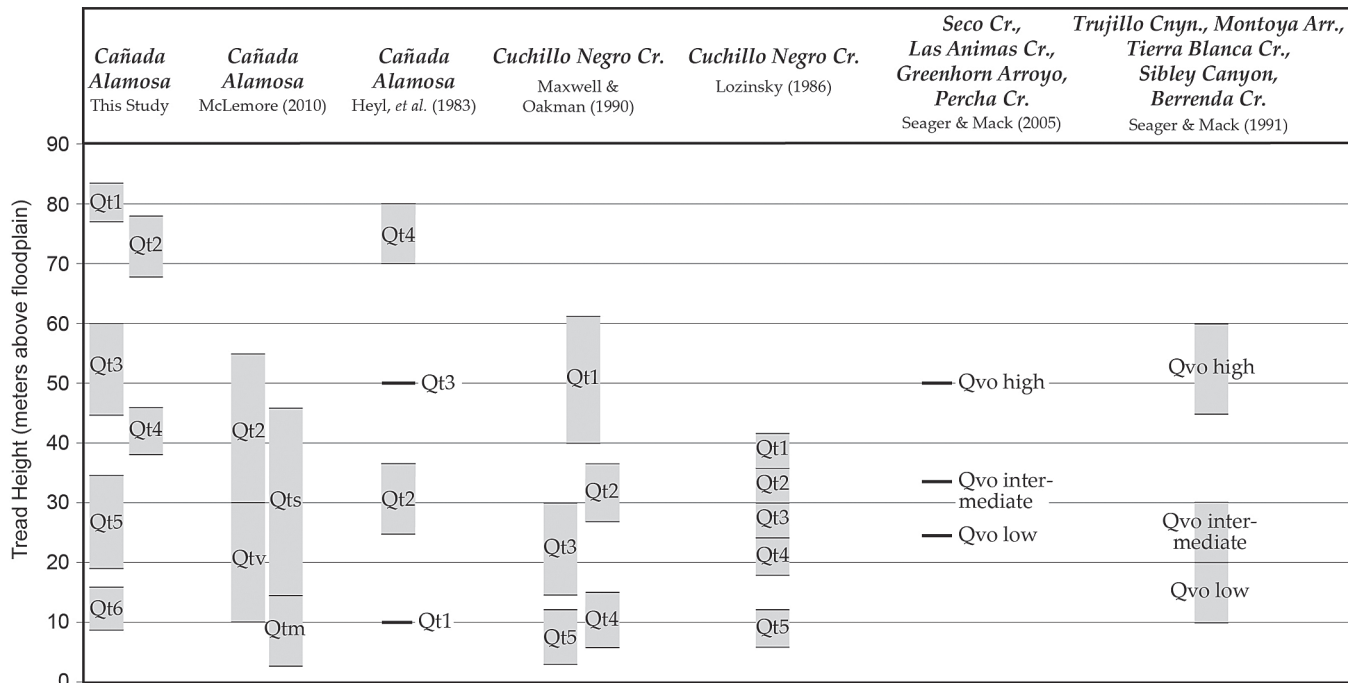 Cañada
Alamosa
This Study
Cañada
Alamosa
McLemore (2010)
Cañada
Alamosa
Heyl, et al. (1983)
Cuchillo Negro Cr.
Maxwell &
Oakman (1990)
Cuchillo Negro Cr.
Lozinsky (1986)
Seco Cr.,
Las Animas Cr.,
Greenhorn Arroyo,
Percha Cr.
Seager & Mack (2005)
Trujillo Cnyn., Montoya Arr.,
Tierra Blanca Cr.,
Sibley Canyon,
Berrenda Cr.
Seager & Mack (1991)
Tread Height (meters above floodplain)
90
80
70
60
50
40
30
20
10
0
Qt1
Qt2
Qt3
Qt4
Qt5
Qt6
Qt2
Qts
Qtv
Qtm
Qt4
Qt3
Qt2
Qt1
Qt1
Qt2
Qt3
Qt4
Qt5
Qt1
Qt2
Qt3
Qt4
Qt5
Qvo high
Qvo inter-
mediate
Qvo low
Qvo high
Qvo inter-
mediate
Qvo low